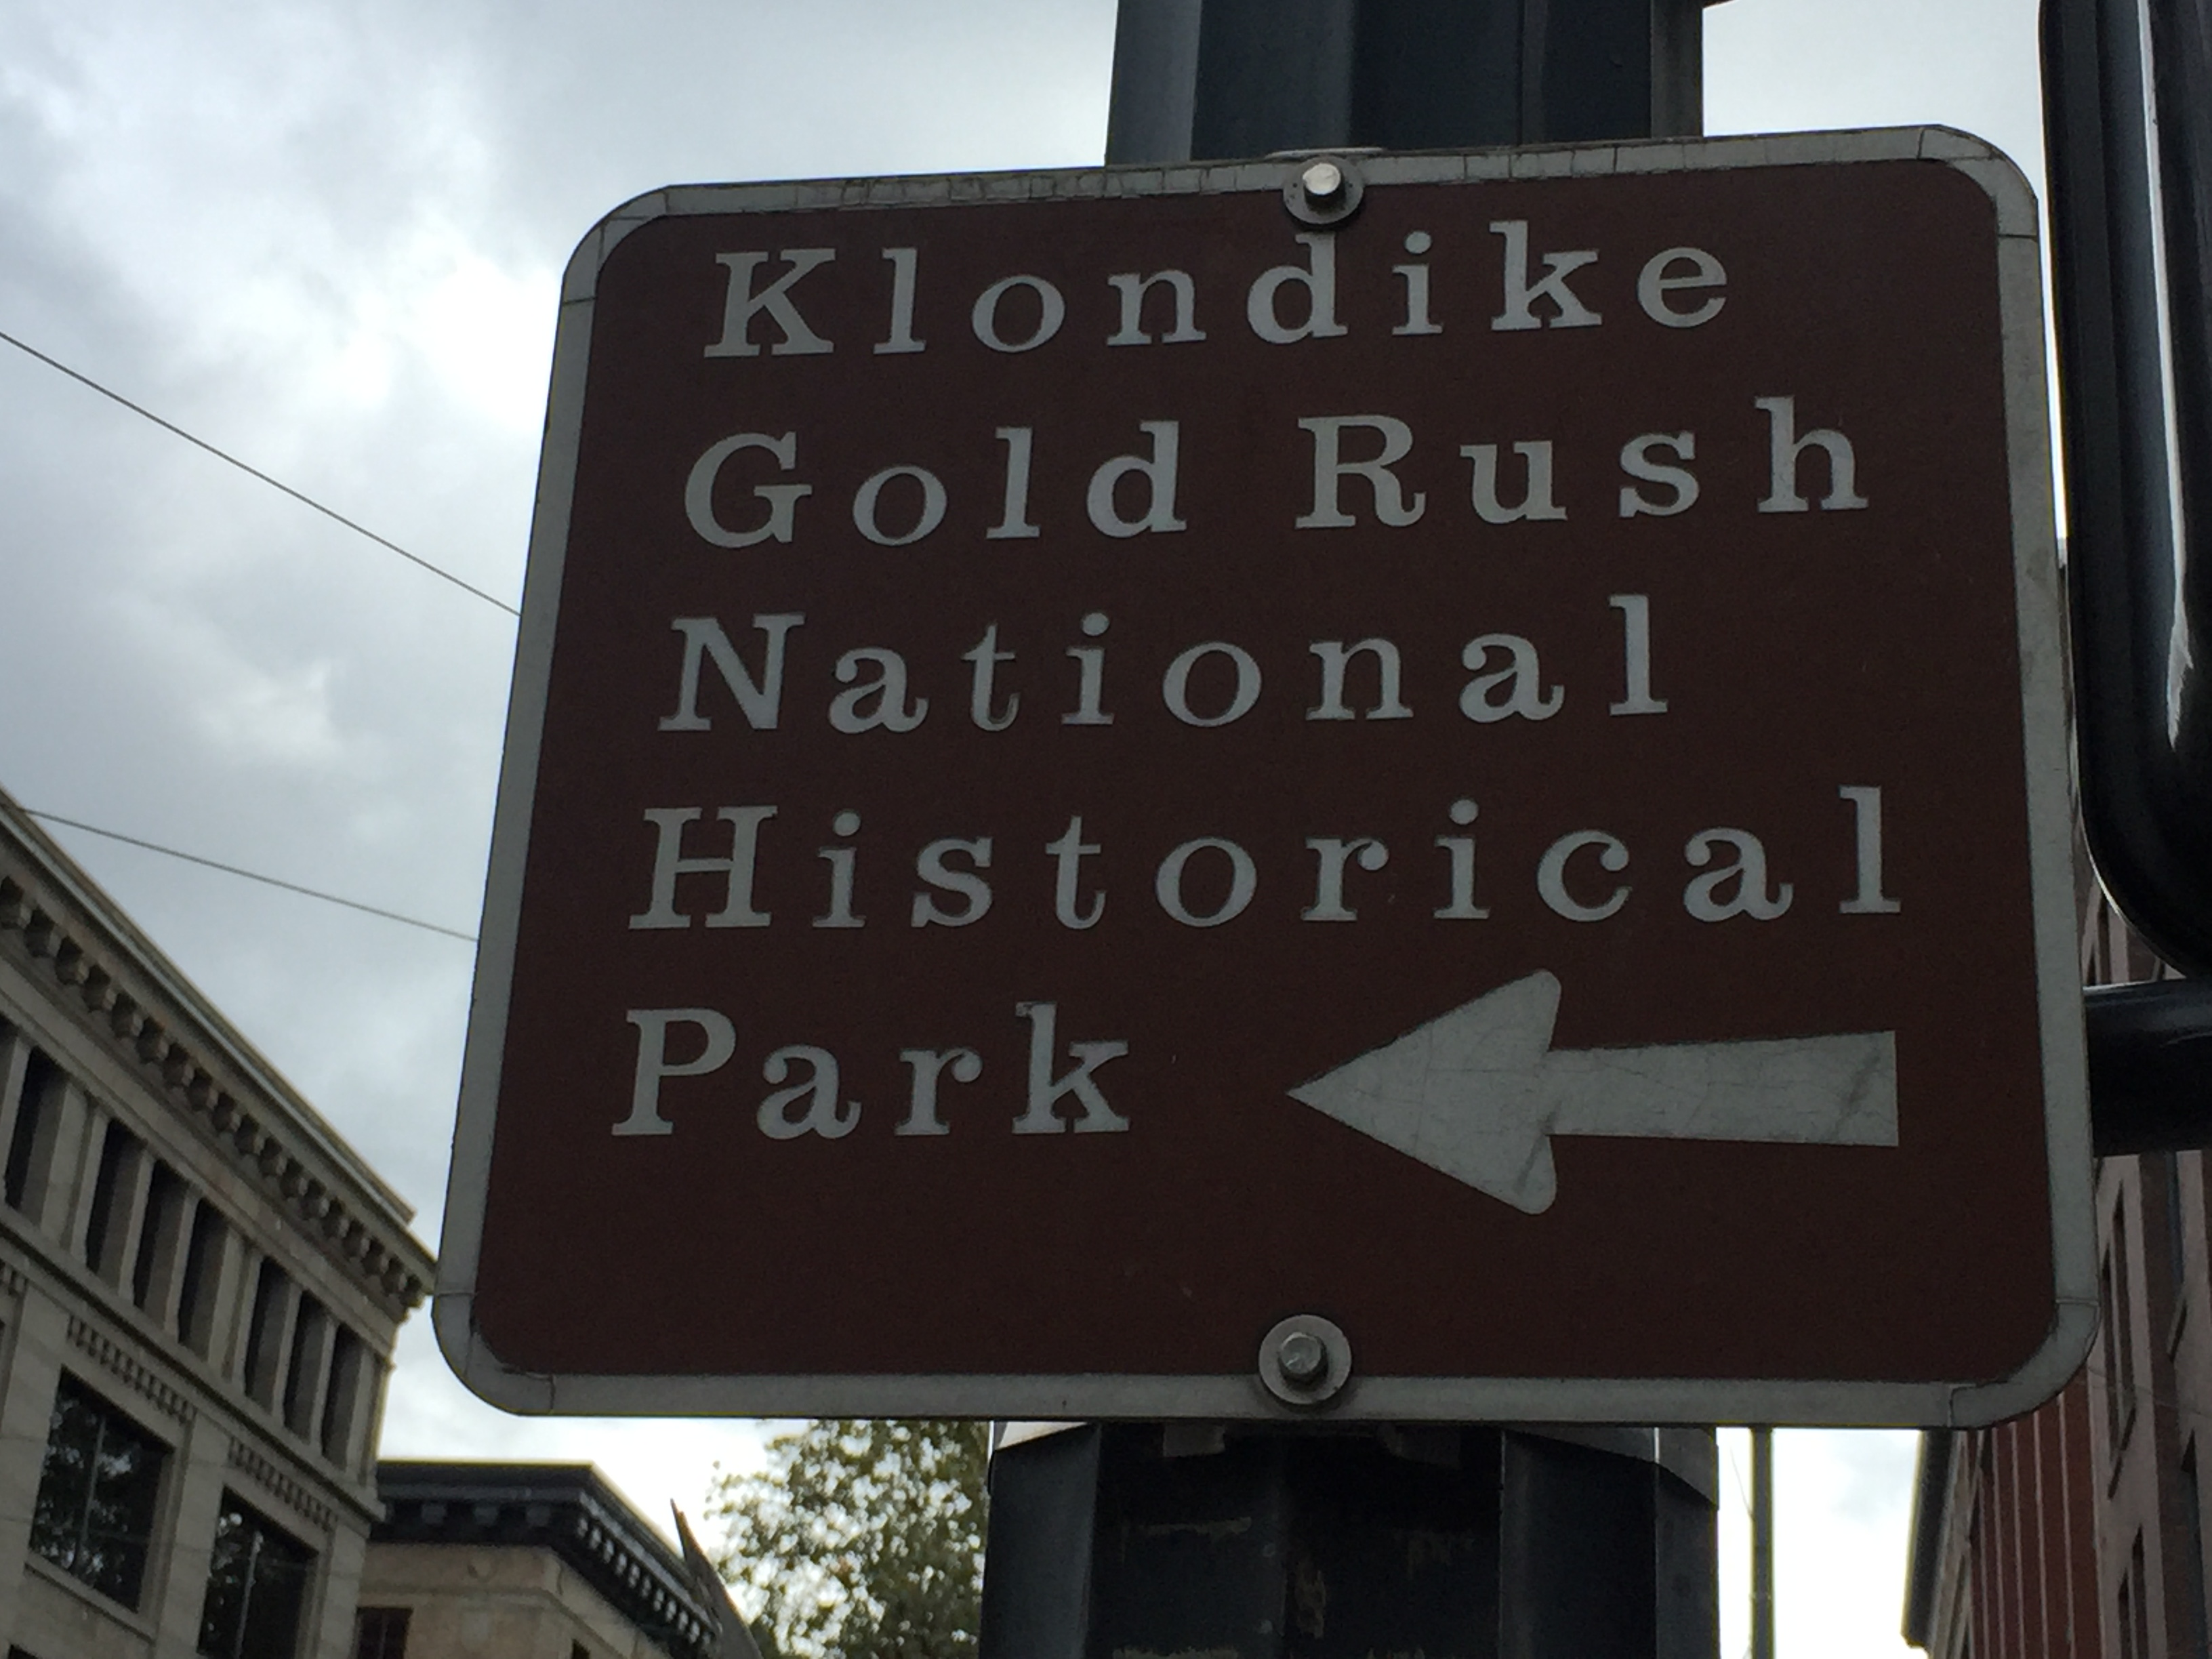 Klondike
Gold Rush
National
Historical
Park